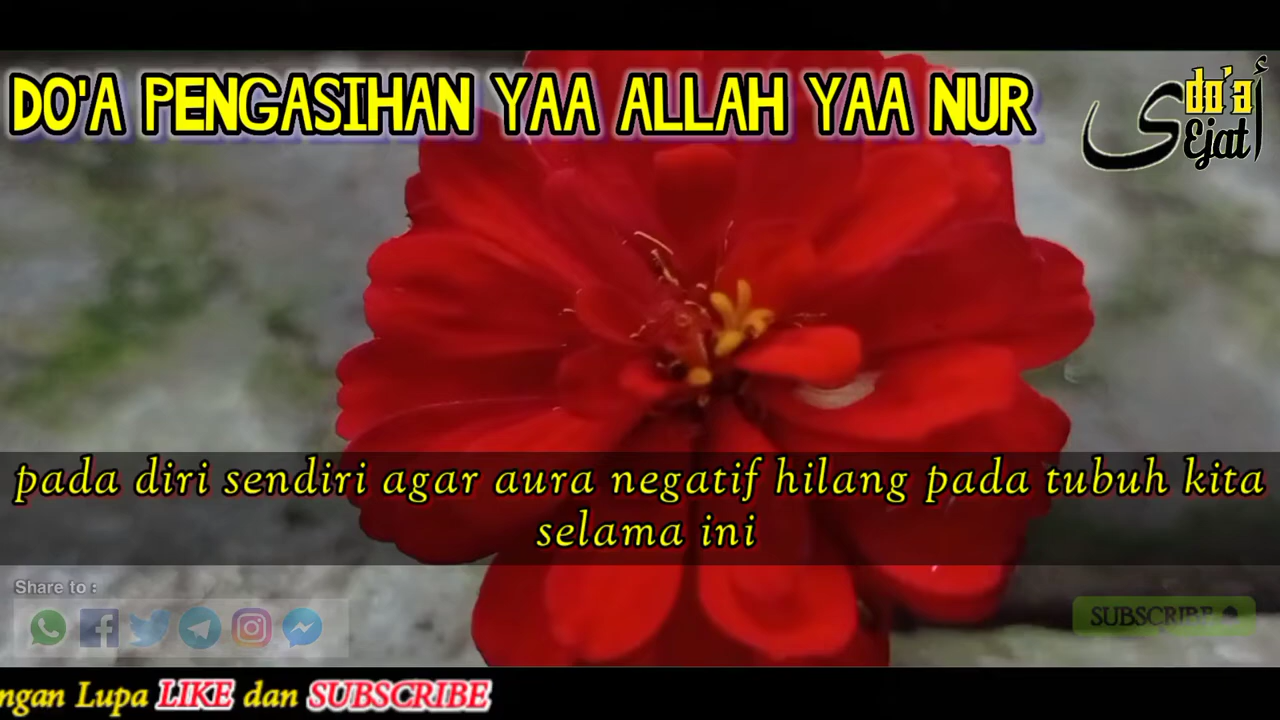 DO'A PENGASIHAN YAA ALLAH YAA NUR
do'a
Ejat
pada diri sendiri agar aura negatif hilang pada tubuh kita
selama ini
Share to :
SUBSCRIBE
ngan Lupa LIKE dan SUBSCRIBE